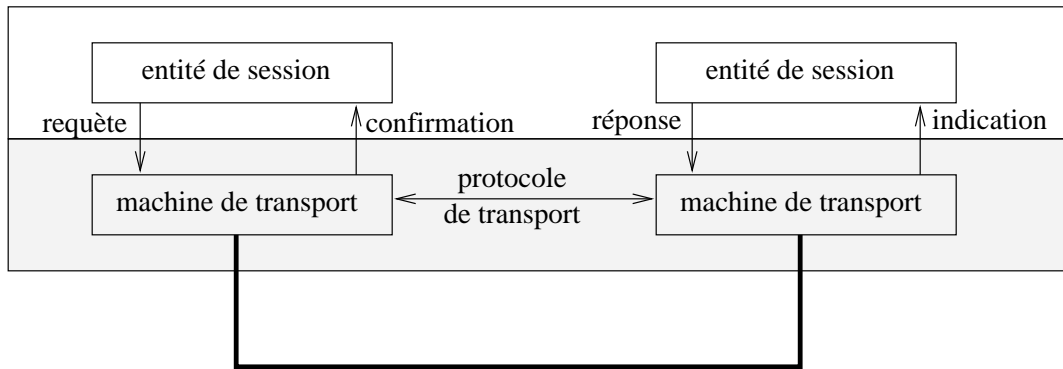 entité de session
entité de session
requète
confirmation
réponse
indication
machine de transport
protocole
de transport
machine de transport